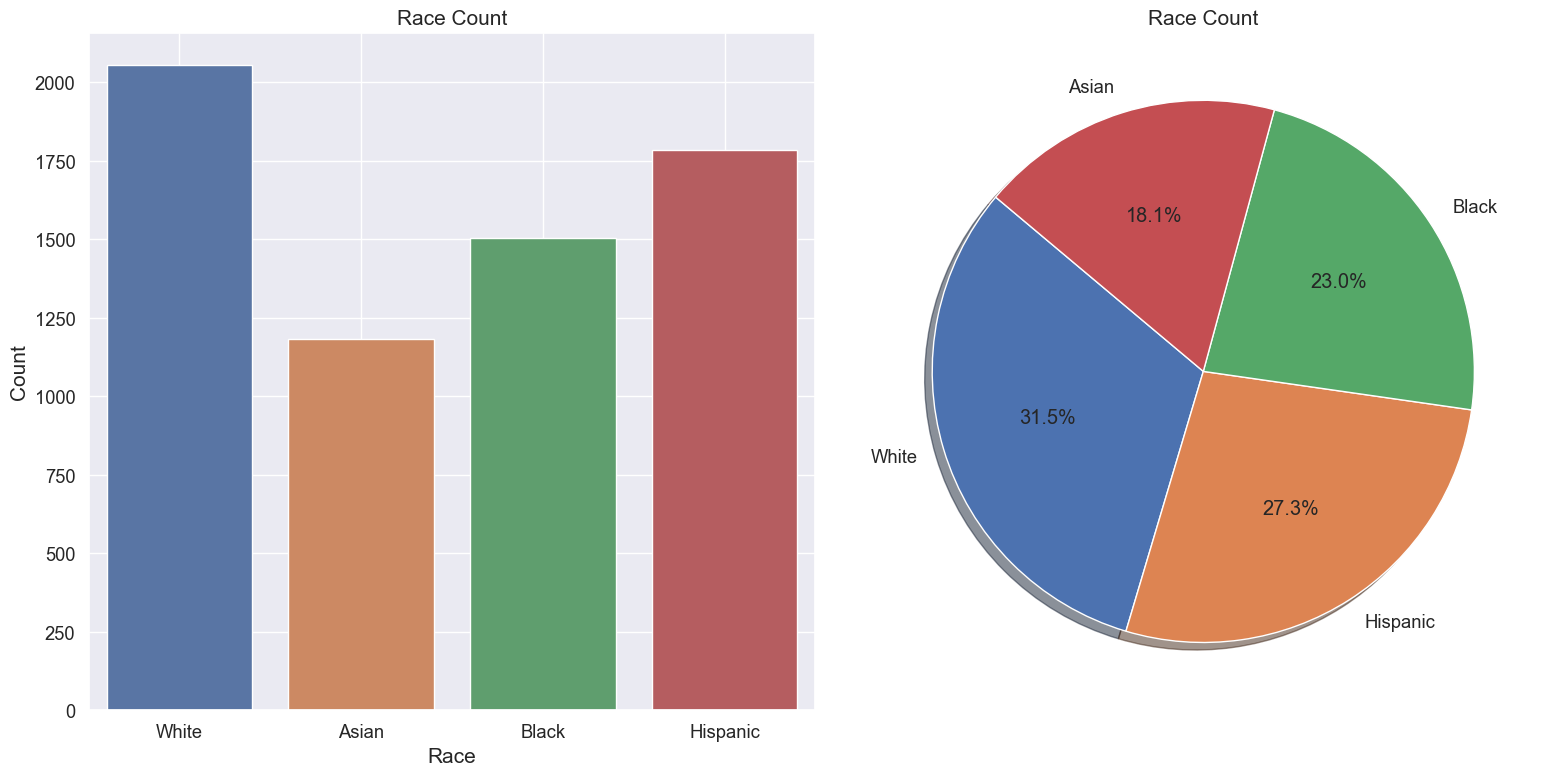 Race Count
2000
1750
1500
1250
1000
750
500
250
0
Count
White
Asian
Black
Hispanic
Race
Race Count
Asian
Black
18.1%
23.0%
31.5%
White
27.3%
Hispanic